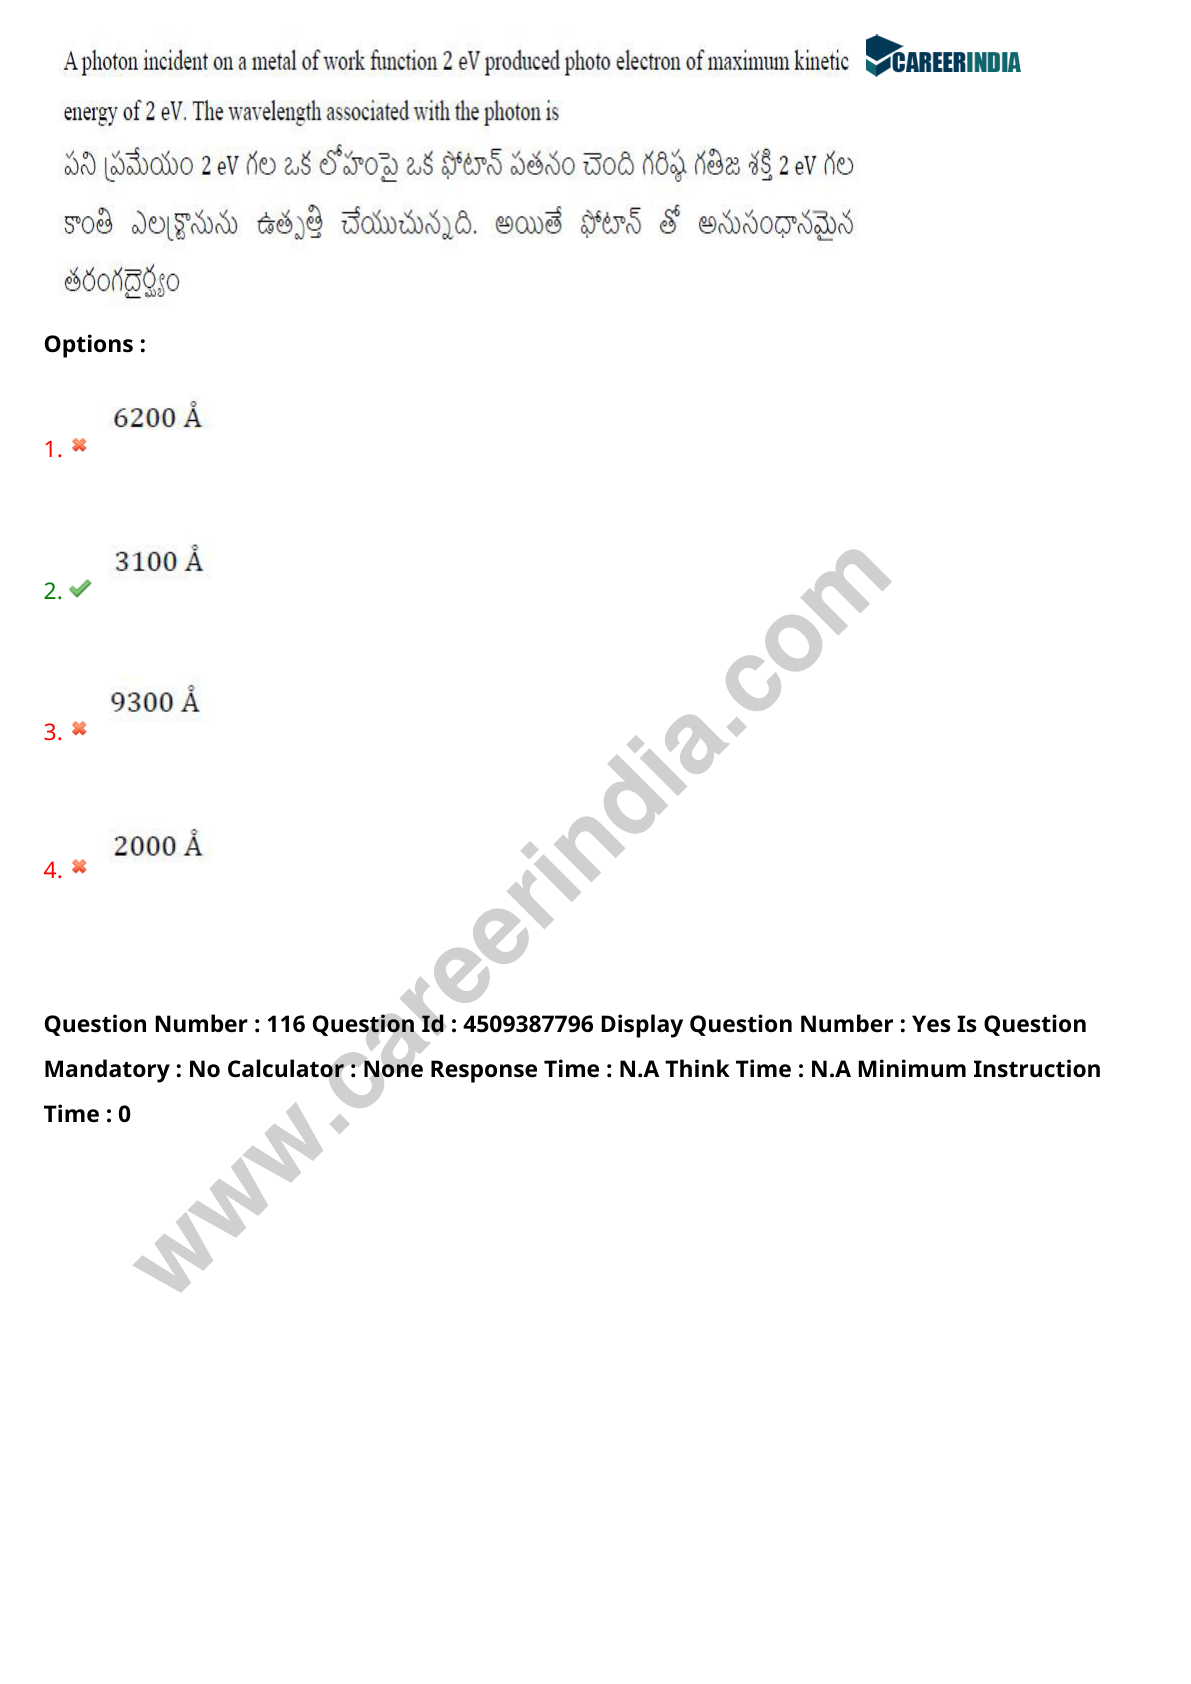 A photon incident on a metal of work function 2 eV produced photo electron of maximum kinetic
CAREERINDIA
energy of 2 eV. The wavelength associated with the photon is
పని ప్రమేయం 2 eV గల ఒక లోహంపై ఒక ఫోటాన్ పతనం చెంది గరిష్ఠ గతిజ శక్తి 2 eV గల
కాంతి ఎలక్ట్రానును ఉత్పత్తి చేయుచున్నది. అయితే ఫోటాన్ తో అనుసంధానమైన
తరంగదైర్ఘ్యం
Options :
6200 Å
1.
3100 Å
2.
9300 Å
3.
2000 Å
4.
www.careerindia.com
Question Number : 116 Question Id : 4509387796 Display Question Number : Yes Is Question
Mandatory : No Calculator : None Response Time : N.A Think Time : N.A Minimum Instruction
Time : 0